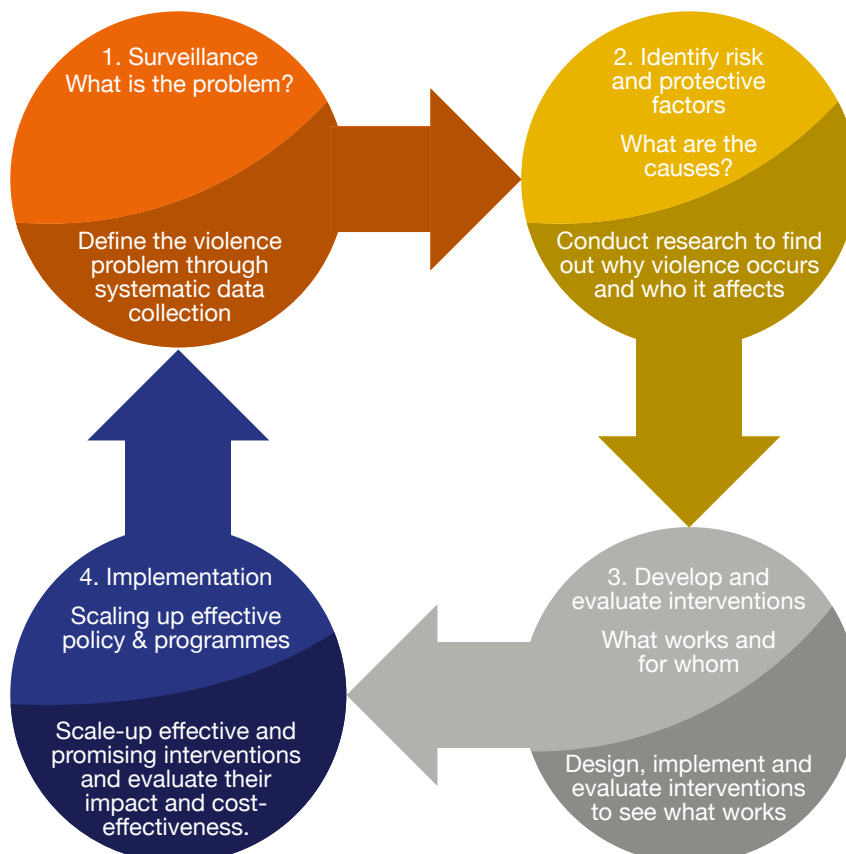 1. Surveillance
What is the problem?
Define the violence
problem through
systematic data
collection
2. Identify risk
and protective
factors
What are the
causes?
Conduct research to find
out why violence occurs
and who it affects
3. Develop and
evaluate interventions
What works and
for whom
Design, implement and
evaluate interventions
to see what works
4. Implementation
Scaling up effective
policy & programmes
Scale-up effective and
promising interventions
and evaluate their
impact and cost-
effectiveness.